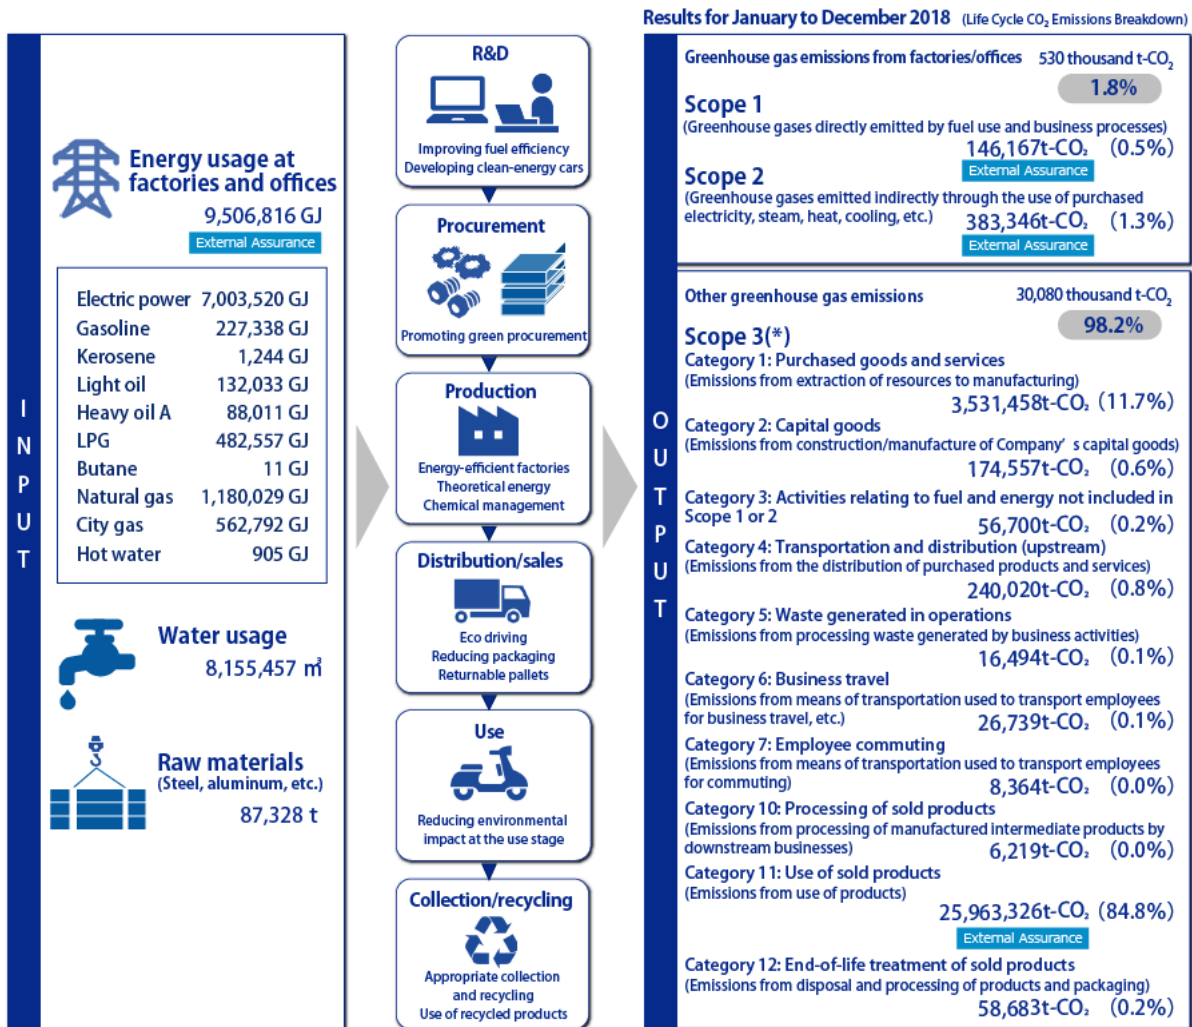 Results for January to December 2018 (Life Cycle CO₂ Emissions Breakdown)
INPUT
Energy usage at
factories and offices
9,506,816 GJ
External Assurance
Electric power 7,003,520 GJ
Gasoline 227,338 GJ
Kerosene 1,244 GJ
Light oil 132,033 GJ
Heavy oil A 88,011 GJ
LPG 482,557 GJ
Butane 11 GJ
Natural gas 1,180,029 GJ
City gas 562,792 GJ
Hot water 905 GJ
Water usage
8,155,457 ㎥
Raw materials
(Steel, aluminum, etc.)
87,328 t
R&D
Improving fuel efficiency
Developing clean-energy cars
Procurement
Promoting green procurement
Production
Energy-efficient factories
Theoretical energy
Chemical management
Distribution/sales
Eco driving
Reducing packaging
Returnable pallets
Use
Reducing environmental
impact at the use stage
Collection/recycling
Appropriate collection
and recycling
Use of recycled products
OUTPUT
Greenhouse gas emissions from factories/offices 530 thousand t-CO₂
1.8%
Scope 1
(Greenhouse gases directly emitted by fuel use and business processes)
146,167t-CO₂ (0.5%)
External Assurance
Scope 2
(Greenhouse gases emitted indirectly through the use of purchased
electricity, steam, heat, cooling, etc.) 383,346t-CO₂ (1.3%)
External Assurance
Other greenhouse gas emissions 30,080 thousand t-CO₂
98.2%
Scope 3(*)
Category 1: Purchased goods and services
(Emissions from extraction of resources to manufacturing)
3,531,458t-CO₂ (11.7%)
Category 2: Capital goods
(Emissions from construction/manufacture of Company’s capital goods)
174,557t-CO₂ (0.6%)
Category 3: Activities relating to fuel and energy not included in
Scope 1 or 2 56,700t-CO₂ (0.2%)
Category 4: Transportation and distribution (upstream)
(Emissions from the distribution of purchased products and services)
240,020t-CO₂ (0.8%)
Category 5: Waste generated in operations
(Emissions from processing waste generated by business activities)
16,494t-CO₂ (0.1%)
Category 6: Business travel
(Emissions from means of transportation used to transport employees
for business travel, etc.) 26,739t-CO₂ (0.1%)
Category 7: Employee commuting
(Emissions from means of transportation used to transport employees
for commuting) 8,364t-CO₂ (0.0%)
Category 10: Processing of sold products
(Emissions from processing of manufactured intermediate products by
downstream businesses) 6,219t-CO₂ (0.0%)
Category 11: Use of sold products
(Emissions from use of products)
25,963,326t-CO₂ (84.8%)
External Assurance
Category 12: End-of-life treatment of sold products
(Emissions from disposal and processing of products and packaging)
58,683t-CO₂ (0.2%)